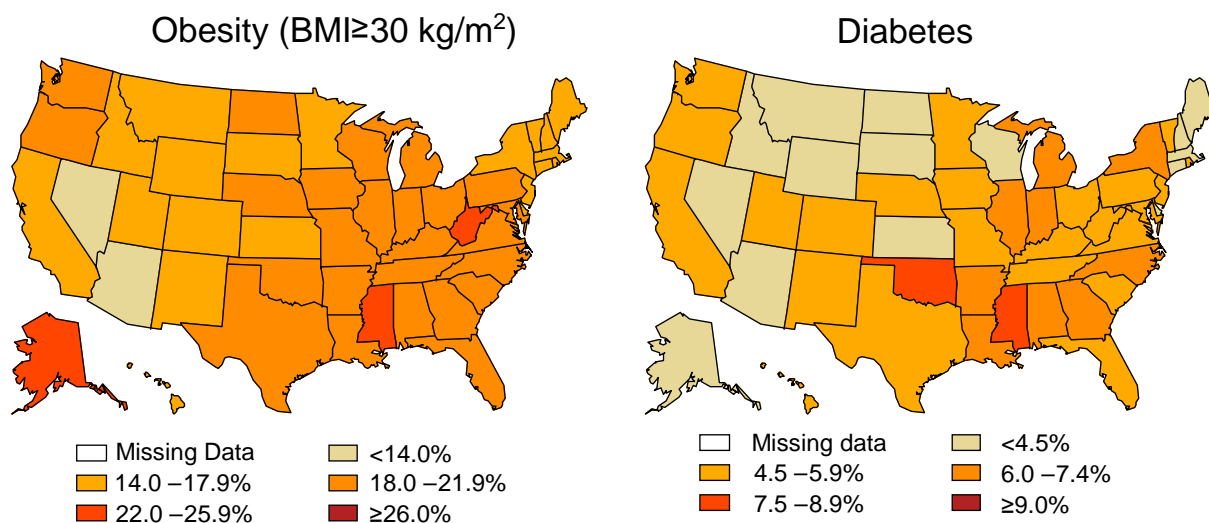 Obesity (BMI≥30 kg/m²)
Diabetes
Missing Data
<14.0%
14.0 –17.9%
18.0 –21.9%
22.0 –25.9%
≥26.0%
Missing data
<4.5%
4.5 –5.9%
6.0 –7.4%
7.5 –8.9%
≥9.0%